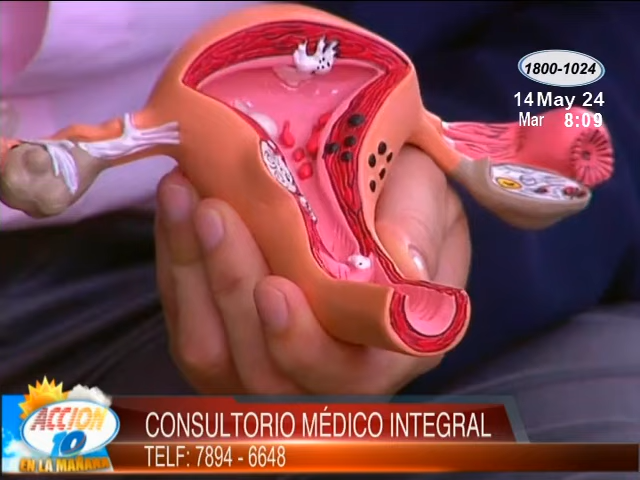 1800-1024
14 May 24
Mar 8:09
ACCION
10
EN LA MAÑANA
CONSULTORIO MÉDICO INTEGRAL
TELF: 7894 - 6648